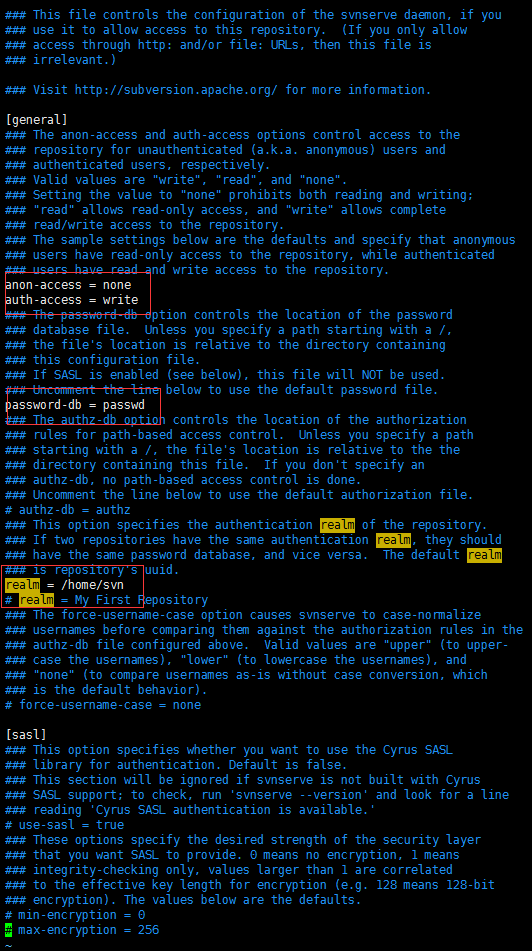 ### This file controls the configuration of the svnserve daemon, if you
### use it to allow access to this repository.  (If you only allow
### access through http: and/or file: URLs, then this file is
### irrelevant.)
### Visit http://subversion.apache.org/ for more information.
[general]
### The anon-access and auth-access options control access to the
### repository for unauthenticated (a.k.a. anonymous) users and
### authenticated users, respectively.
### Valid values are "write", "read", and "none".
### Setting the value to "none" prohibits both reading and writing;
### "read" allows read-only access, and "write" allows complete
### read/write access to the repository.
### The sample settings below are the defaults and specify that anonymous
### users have read-only access to the repository, while authenticated
### users have read and write access to the repository.
anon-access = none
auth-access = write
### The password-db option controls the location of the password
### database file.  Unless you specify a path starting with a /,
### the file's location is relative to the directory containing
### this configuration file.
### If SASL is enabled (see below), this file will NOT be used.
### Uncomment the line below to use the default password file.
password-db = passwd
### The authz-db option controls the location of the authorization
### rules for path-based access control.  Unless you specify a path
### starting with a /, the file's location is relative to the the
### directory containing this file.  If you don't specify an
### authz-db, no path-based access control is done.
### Uncomment the line below to use the default authorization file.
# authz-db = authz
### This option specifies the authentication realm of the repository.
### If two repositories have the same authentication realm, they should
### have the same password database, and vice versa.  The default realm
### is repository's uuid.
realm = /home/svn
# realm = My First Repository
### The force-username-case option causes svnserve to case-normalize
### usernames before comparing them against the authorization rules in the
### authz-db file configured above.  Valid values are "upper" (to upper-
### case the usernames), "lower" (to lowercase the usernames), and
### "none" (to compare usernames as-is without case conversion, which
### is the default behavior).
# force-username-case = none
[sasl]
### This option specifies whether you want to use the Cyrus SASL
### library for authentication. Default is false.
### This section will be ignored if svnserve is not built with Cyrus
### SASL support; to check, run 'svnserve --version' and look for a line
### reading 'Cyrus SASL authentication is available.'
# use-sasl = true
### These options specify the desired strength of the security layer
### that you want SASL to provide. 0 means no encryption, 1 means
### integrity-checking only, values larger than 1 are correlated
### to the effective key length for encryption (e.g. 128 means 128-bit
### encryption). The values below are the defaults.
# min-encryption = 0
# max-encryption = 256
~